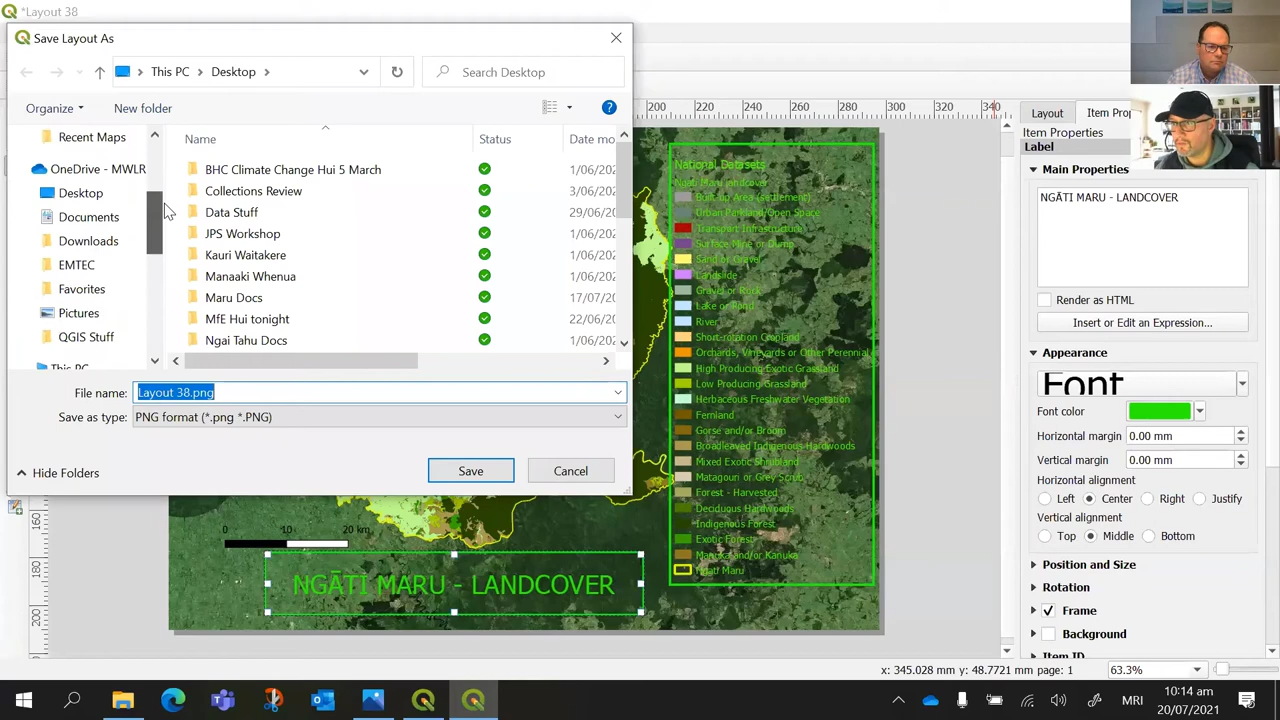 *Layout 38
Save Layout As
This PC
Desktop
Search Desktop
Organize
New folder
Recent Maps
OneDrive - MWLR
Desktop
Documents
Downloads
EMTEC
Favorites
Pictures
QGIS Stuff
This PC
Name
Status
Date mo
BHC Climate Change Hui 5 March
1/06/202
Collections Review
3/06/202
Data Stuff
29/06/20
JPS Workshop
1/06/202
Kauri Waitakere
1/06/202
Manaaki Whenua
1/06/202
Maru Docs
17/07/20
MfE Hui tonight
22/06/20
Ngai Tahu Docs
1/06/202
File name:
Layout 38.png
Save as type:
PNG format (*.png *.PNG)
Hide Folders
Save
Cancel
200 220 240 260 280 300 320 340
National Datasets
Ngāti Maru landcover
Built-up Area (settlement)
Urban Parkland/Open Space
Transport Infrastructure
Surface Mine or Dump
Sand or Gravel
Landslide
Gravel or Rock
Lake or Pond
River
Short-rotation Cropland
Orchards, Vineyards or Other Perennial
High Producing Exotic Grassland
Low Producing Grassland
Herbaceous Freshwater Vegetation
Fernland
Gorse and/or Broom
Broadleaved Indigenous Hardwoods
Mixed Exotic Shrubland
Matagouri or Grey Scrub
Forest - Harvested
Deciduous Hardwoods
Indigenous Forest
Exotic Forest
Manuka and/or Kanuka
Ngāti Maru
160
180
200
0 10 20 km
NGĀTI MARU - LANDCOVER
Layout
Item Prop
Item Properties
Label
Main Properties
NGĀTI MARU - LANDCOVER
Render as HTML
Insert or Edit an Expression...
Appearance
Font
Font color
Horizontal margin
0.00 mm
Vertical margin
0.00 mm
Horizontal alignment
Left
Center
Right
Justify
Vertical alignment
Top
Middle
Bottom
Position and Size
Rotation
Frame
Background
Item ID
x: 345.028 mm y: 48.7721 mm page: 1
63.3%
MRI
10:14 am
20/07/2021